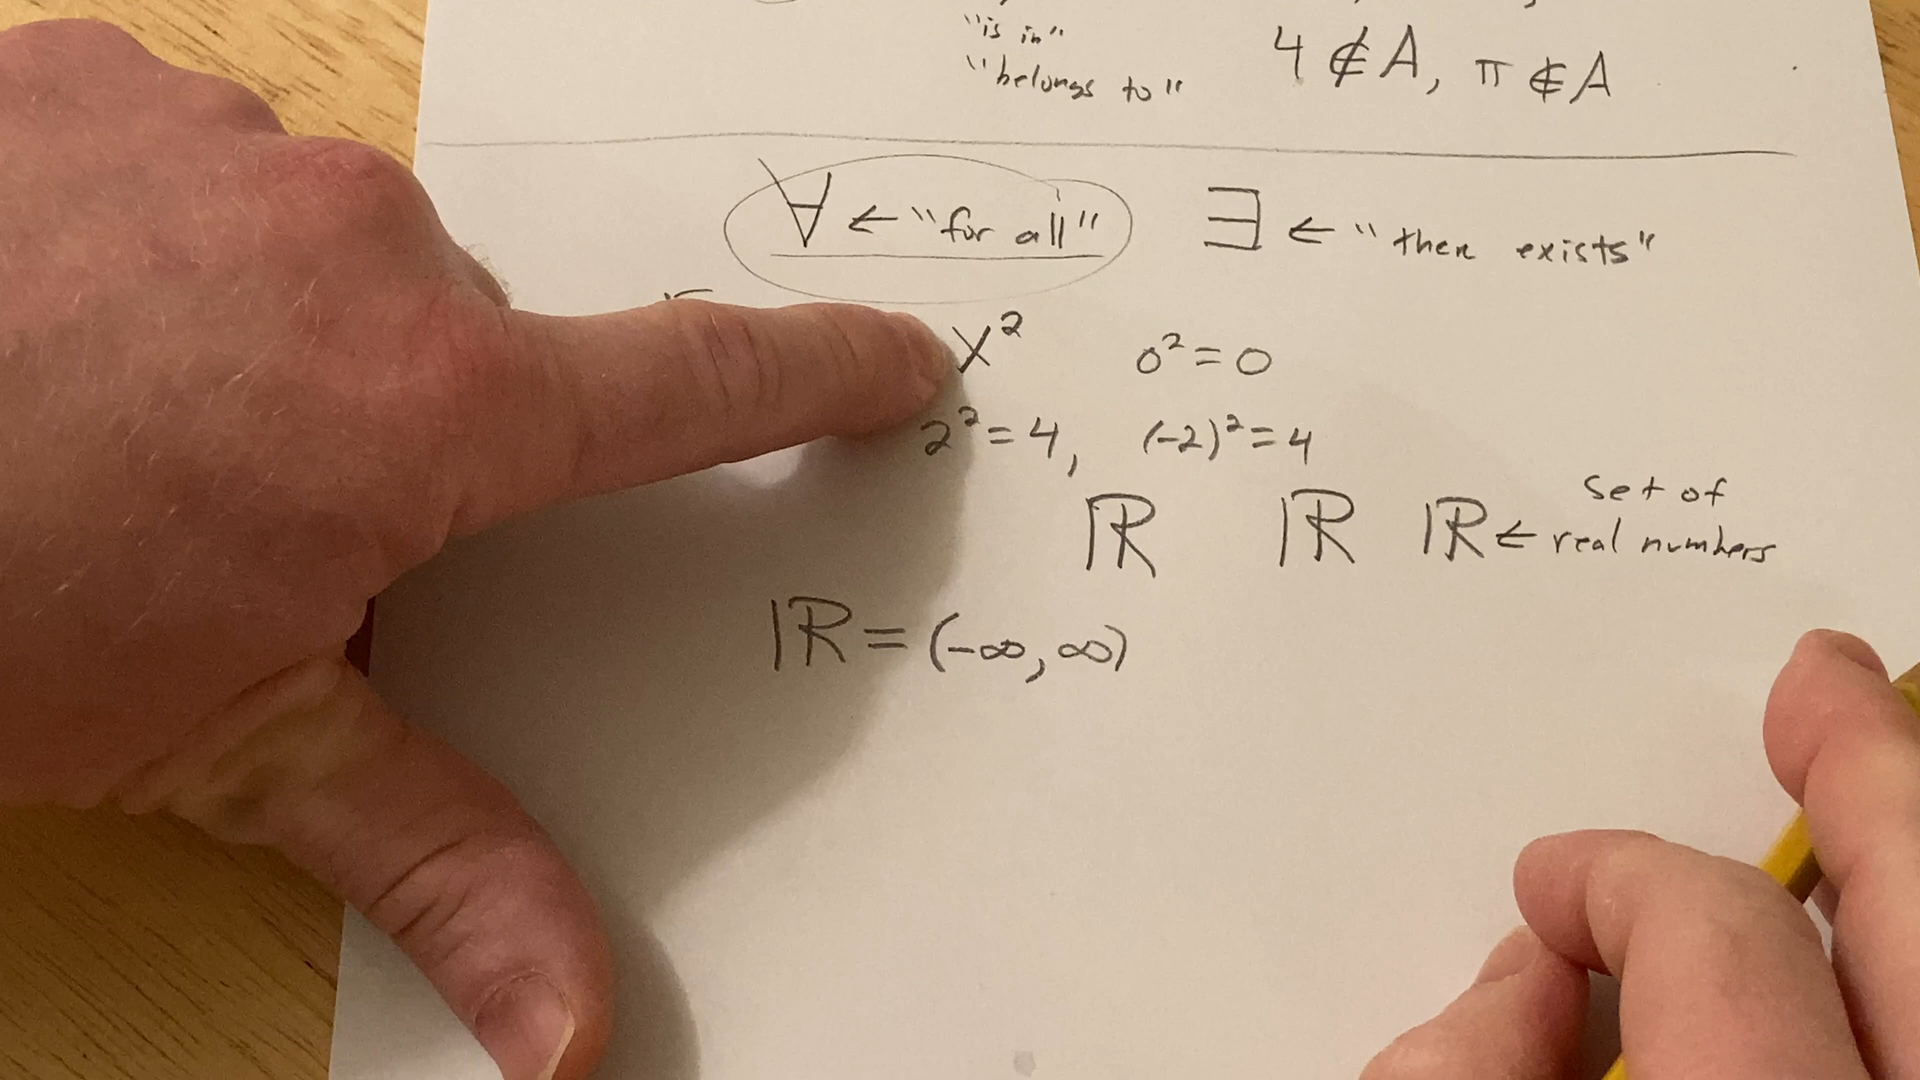 "is in"
"belongs to"
4 ∉ A, π ∉ A
∀ ← "for all" ∃ ← "there exists"
x² 0² = 0
2² = 4, (-2)² = 4
ℝ ℝ ℝ ← set of real numbers
ℝ = (-∞, ∞)